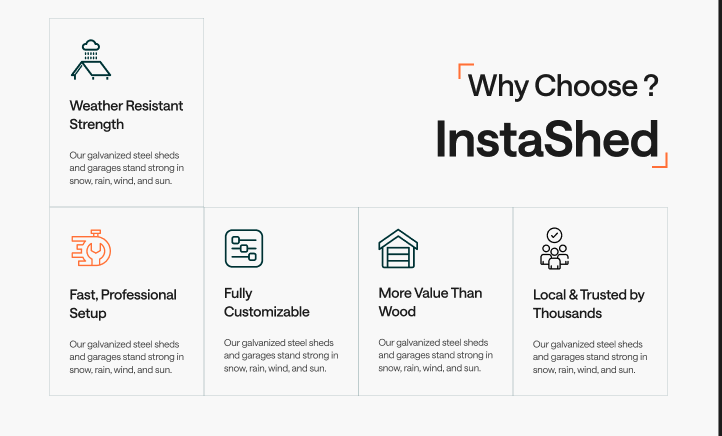 Weather Resistant
Strength
Our galvanized steel sheds
and garages stand strong in
snow, rain, wind, and sun.
Why Choose ?
InstaShed
Fast, Professional
Setup
Our galvanized steel sheds
and garages stand strong in
snow, rain, wind, and sun.
Fully
Customizable
Our galvanized steel sheds
and garages stand strong in
snow, rain, wind, and sun.
More Value Than
Wood
Our galvanized steel sheds
and garages stand strong in
snow, rain, wind, and sun.
Local & Trusted by
Thousands
Our galvanized steel sheds
and garages stand strong in
snow, rain, wind, and sun.